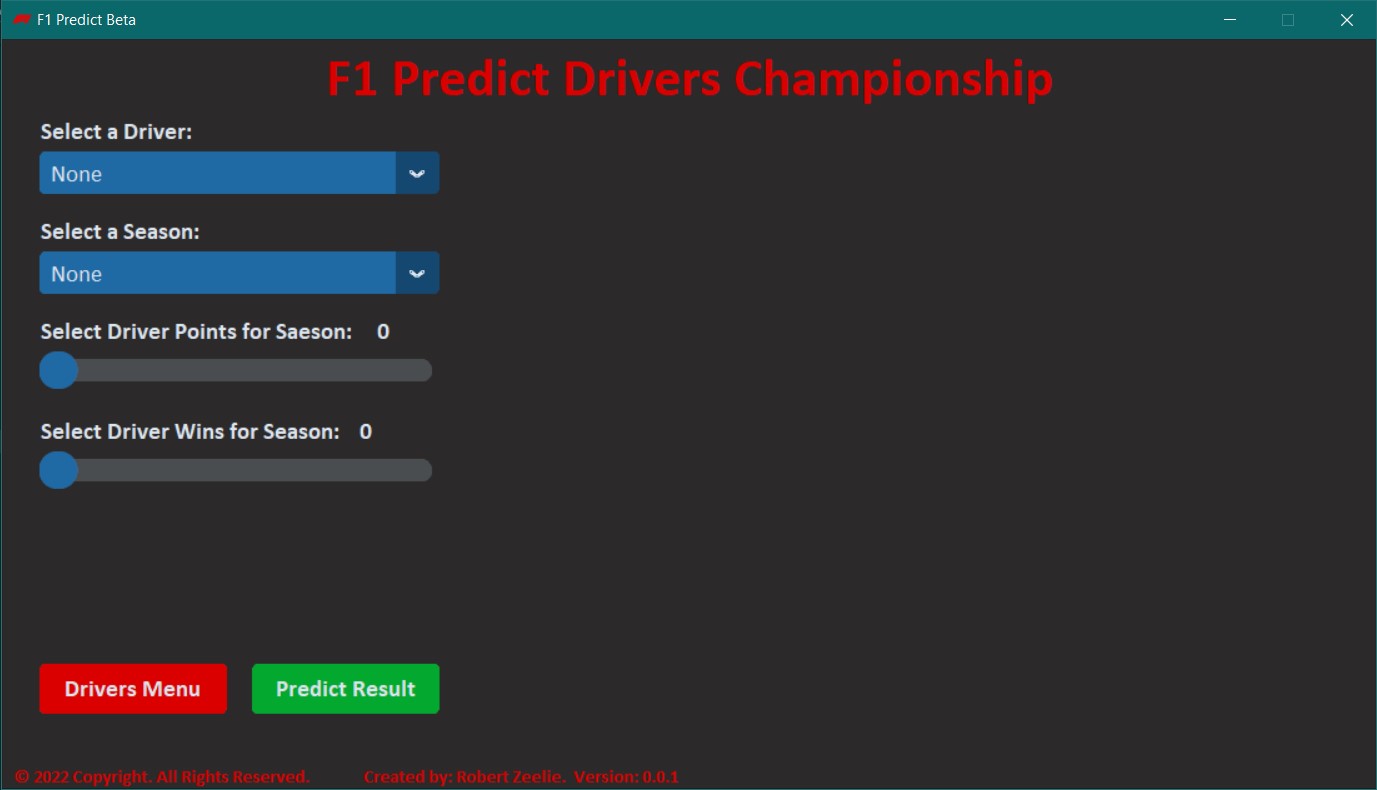 F1 Predict Beta
F1 Predict Drivers Championship
Select a Driver:
None
Select a Season:
None
Select Driver Points for Saeson: 0
Select Driver Wins for Season: 0
Drivers Menu Predict Result
© 2022 Copyright. All Rights Reserved. Created by: Robert Zeelie. Version: 0.0.1